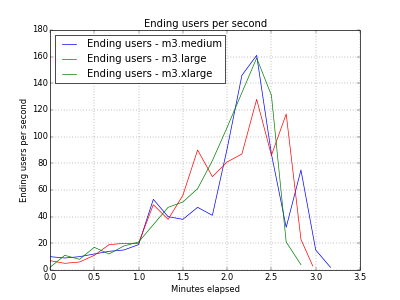 Ending users per second
180
160
140
120
100
80
60
40
20
0
Ending users per second
Ending users - m3.medium
Ending users - m3.large
Ending users - m3.xlarge
0.0 0.5 1.0 1.5 2.0 2.5 3.0 3.5
Minutes elapsed